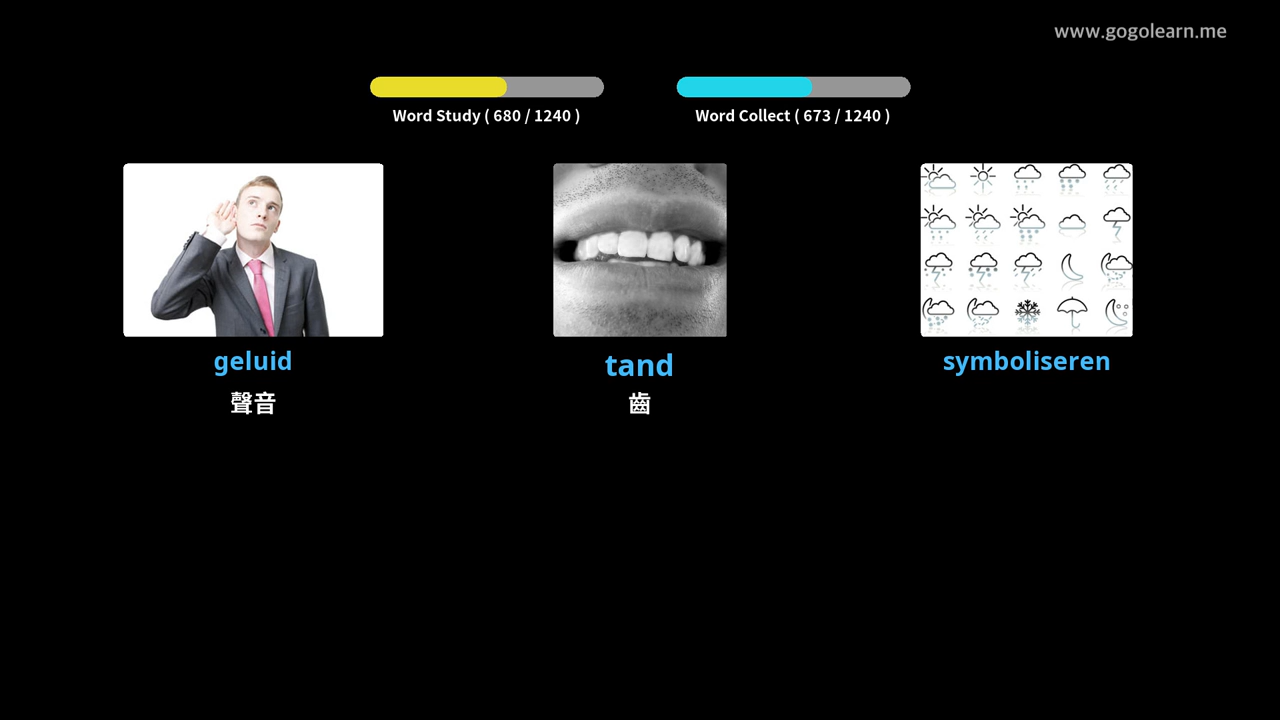 www.gogolearn.me
Word Study ( 680 / 1240 )
Word Collect ( 673 / 1240 )
geluid
聲音
tand
齒
symboliseren